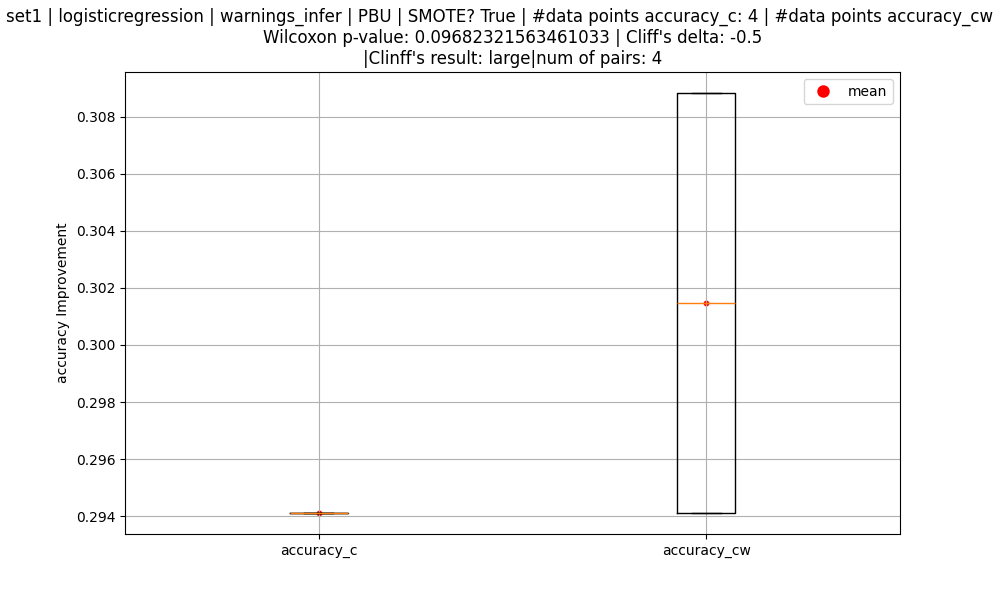 set1 | logisticregression | warnings_infer | PBU | SMOTE? True | #data points accuracy_c: 4 | #data points accuracy_cw
Wilcoxon p-value: 0.09682321563461033 | Cliff's delta: -0.5
|Clinff's result: large|num of pairs: 4
mean
0.308
0.306
0.304
0.302
0.300
0.298
0.296
0.294
accuracy Improvement
accuracy_c
accuracy_cw